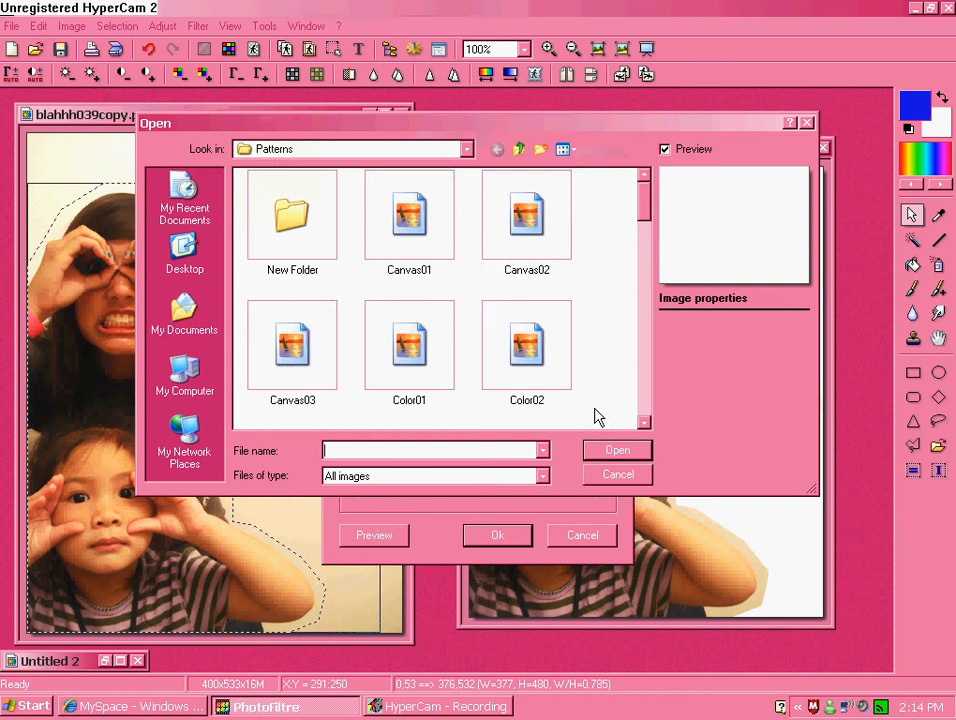 Unregistered HyperCam 2
File Edit Image Selection Adjust Filter View Tools Window ?
100%
AUTO AUTO
blahhh039copy.p
Open
Look in: Patterns
Preview
My Recent
Documents
Desktop
My Documents
My Computer
My Network
Places
New Folder
Canvas01
Canvas02
Canvas03
Color01
Color02
Image properties
File name:
Open
Files of type: All images
Cancel
Preview
Ok
Cancel
Untitled 2
Ready
400x533x16M
X:Y = 291:250
0,53 ==> 376,532 (W=377, H=480, W/H=0.785)
Start
MySpace - Windows ...
PhotoFiltre
HyperCam - Recording
2:14 PM